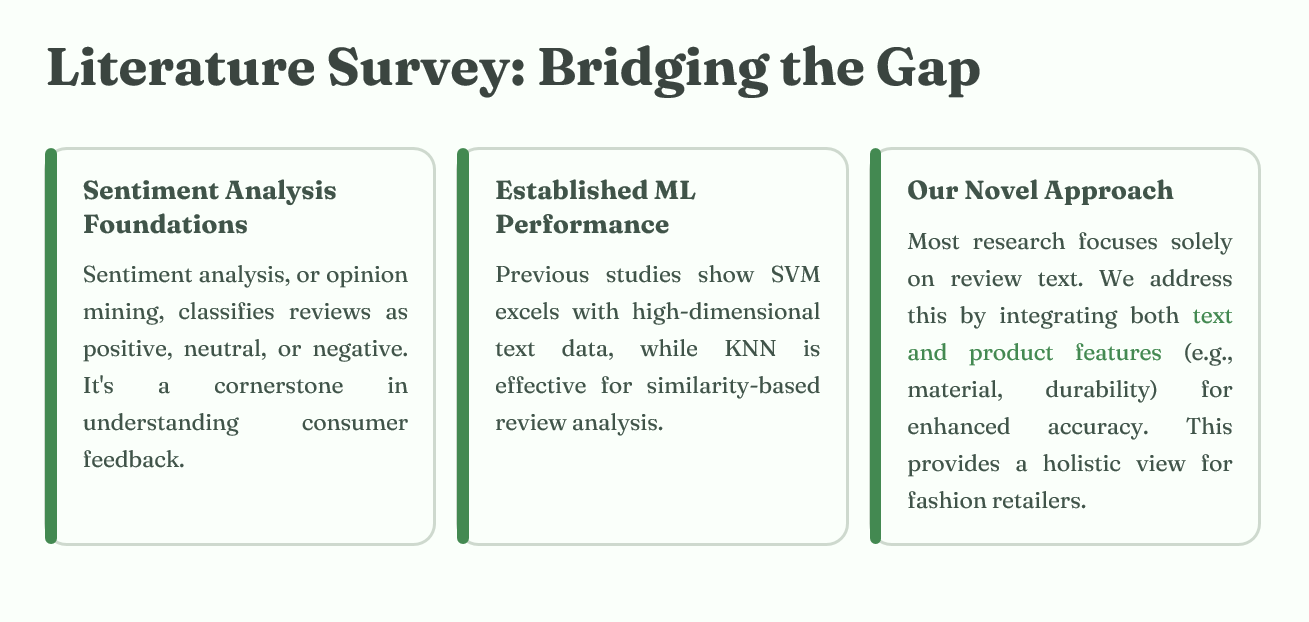 Literature Survey: Bridging the Gap
Sentiment Analysis
Foundations
Sentiment analysis, or opinion
mining, classifies reviews as
positive, neutral, or negative.
It's a cornerstone in
understanding consumer
feedback.
Established ML
Performance
Previous studies show SVM
excels with high-dimensional
text data, while KNN is
effective for similarity-based
review analysis.
Our Novel Approach
Most research focuses solely
on review text. We address
this by integrating both text
and product features (e.g.,
material, durability) for
enhanced accuracy. This
provides a holistic view for
fashion retailers.